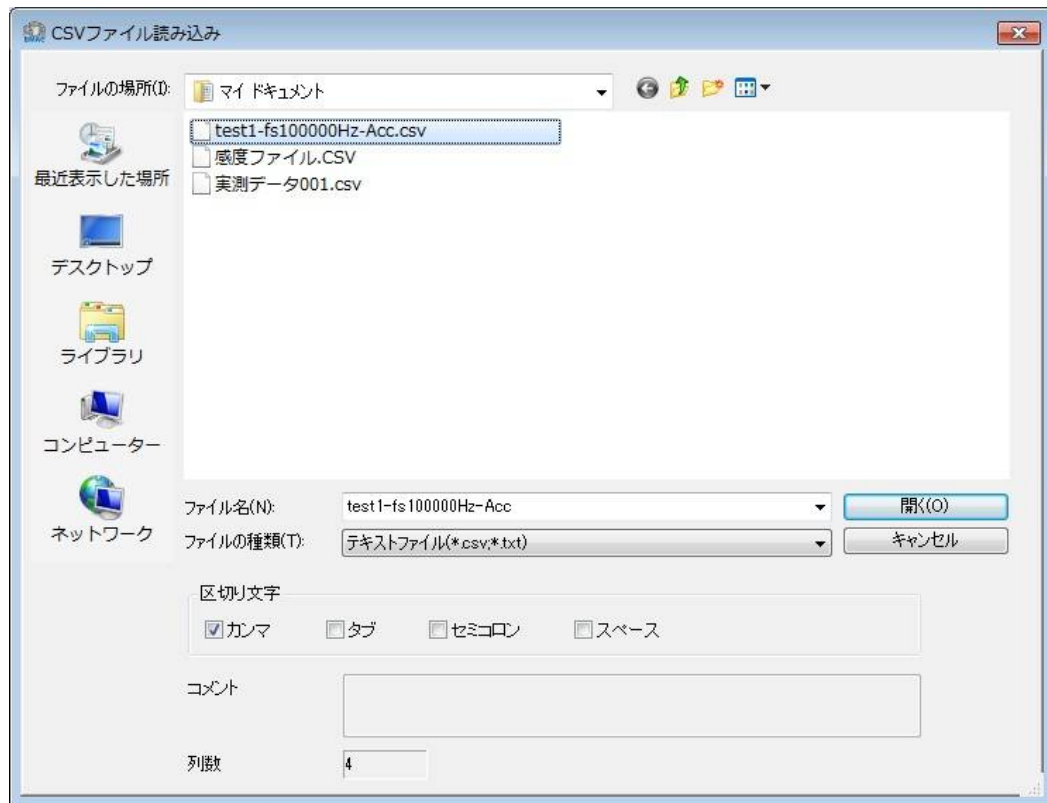 CSVファイル読み込み
ファイルの場所(I):
マイ ドキュメント
最近表示した場所
デスクトップ
ライブラリ
コンピューター
ネットワーク
test1-fs100000Hz-Acc.csv
感度ファイル.CSV
実測データ001.csv
ファイル名(N):
test1-fs100000Hz-Acc
開く(O)
ファイルの種類(T):
テキストファイル(*.csv;*.txt)
キャンセル
区切り文字
カンマ
タブ
セミコロン
スペース
コメント
列数
4